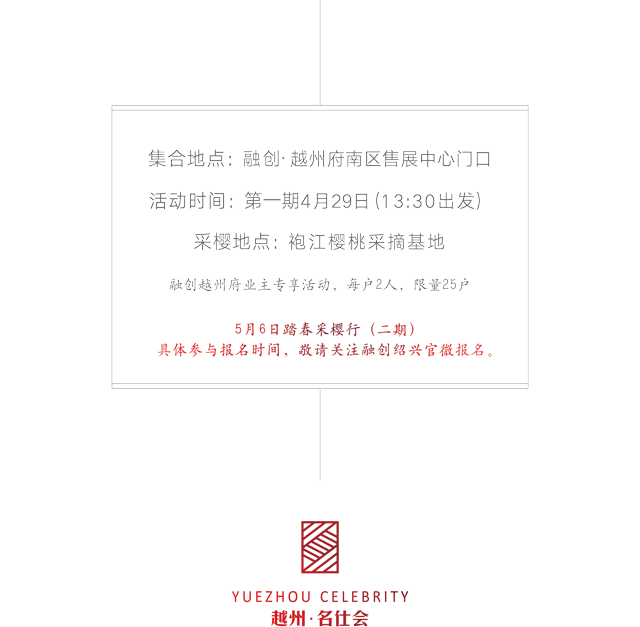 集合地点：融创·越州府南区售展中心门口
活动时间：第一期4月29日（13:30出发）
采樱地点：袍江樱桃采摘基地
融创越州府业主专享活动，每户2人，限量25户
5月6日踏春采樱行（二期）
具体参与报名时间，敬请关注融创绍兴官微报名。
YUEZHOU CELEBRITY
越州·名仕会